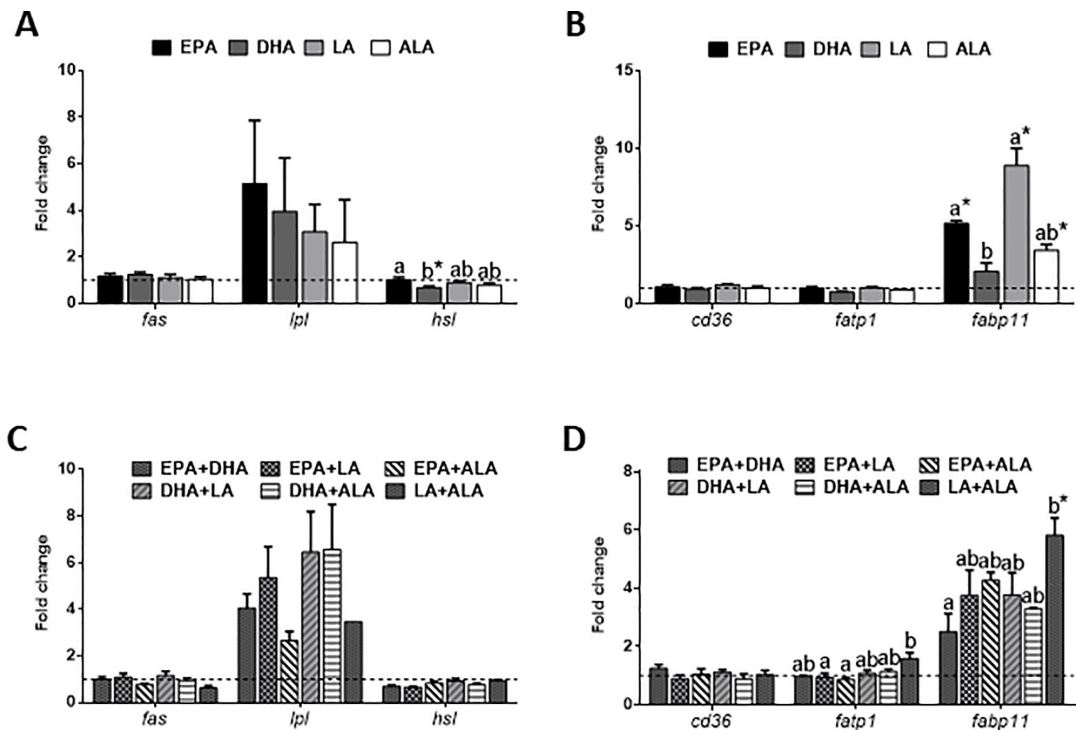 A
EPA DHA LA ALA
10
8
6
4
2
0
Fold change
a b* ab ab
fas lpl hsl
B
EPA DHA LA ALA
15
10
5
0
Fold change
a* b a* ab*
cd36 fatp1 fabp11
C
EPA+DHA EPA+LA EPA+ALA
DHA+LA DHA+ALA LA+ALA
10
8
6
4
2
0
Fold change
fas lpl hsl
D
EPA+DHA EPA+LA EPA+ALA
DHA+LA DHA+ALA LA+ALA
8
6
4
2
0
Fold change
ab a a ab ab b
a ab ab ab ab b*
cd36 fatp1 fabp11